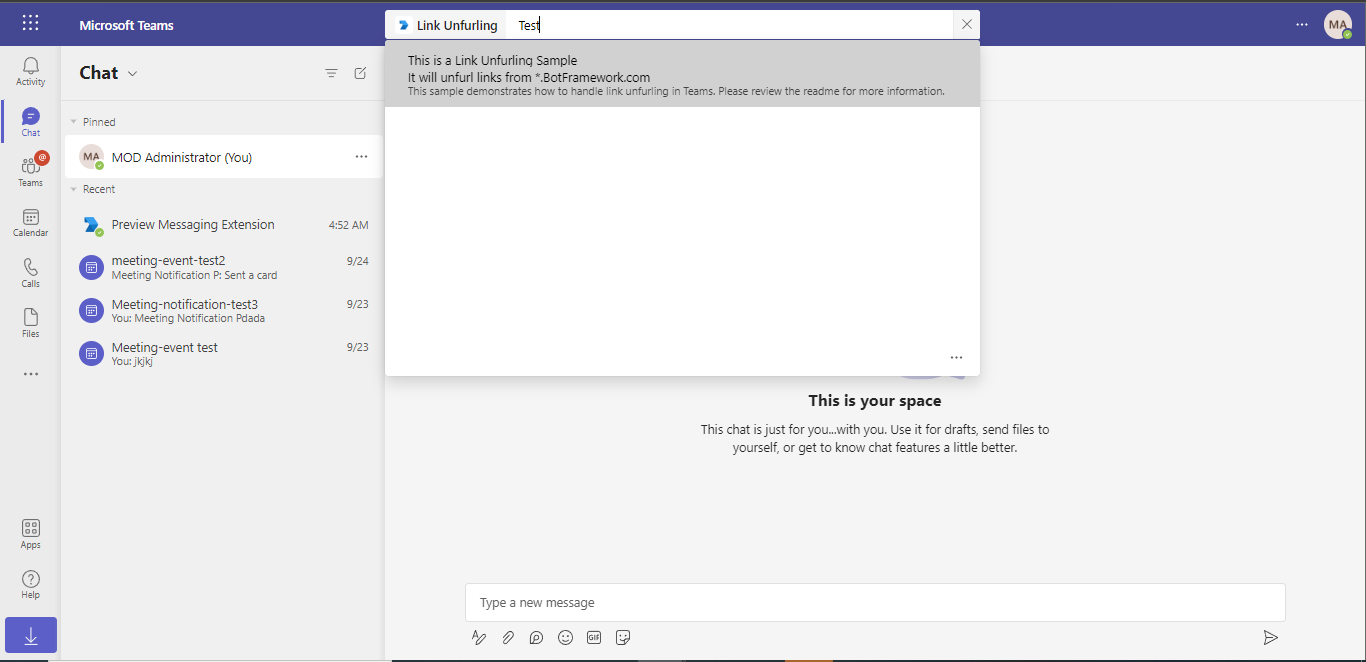 Microsoft Teams
Link Unfurling
Test
MA
This is a Link Unfurling Sample
It will unfurl links from *.BotFramework.com
This sample demonstrates how to handle link unfurling in Teams. Please review the readme for more information.
Activity
Chat
@
Teams
Calendar
Calls
Files
Apps
Help
Chat
Pinned
MA
MOD Administrator (You)
Recent
Preview Messaging Extension
4:52 AM
meeting-event-test2
9/24
Meeting Notification P: Sent a card
Meeting-notification-test3
9/23
You: Meeting Notification Pdada
Meeting-event test
9/23
You: jkjkj
This is your space
This chat is just for you...with you. Use it for drafts, send files to
yourself, or get to know chat features a little better.
Type a new message
GIF